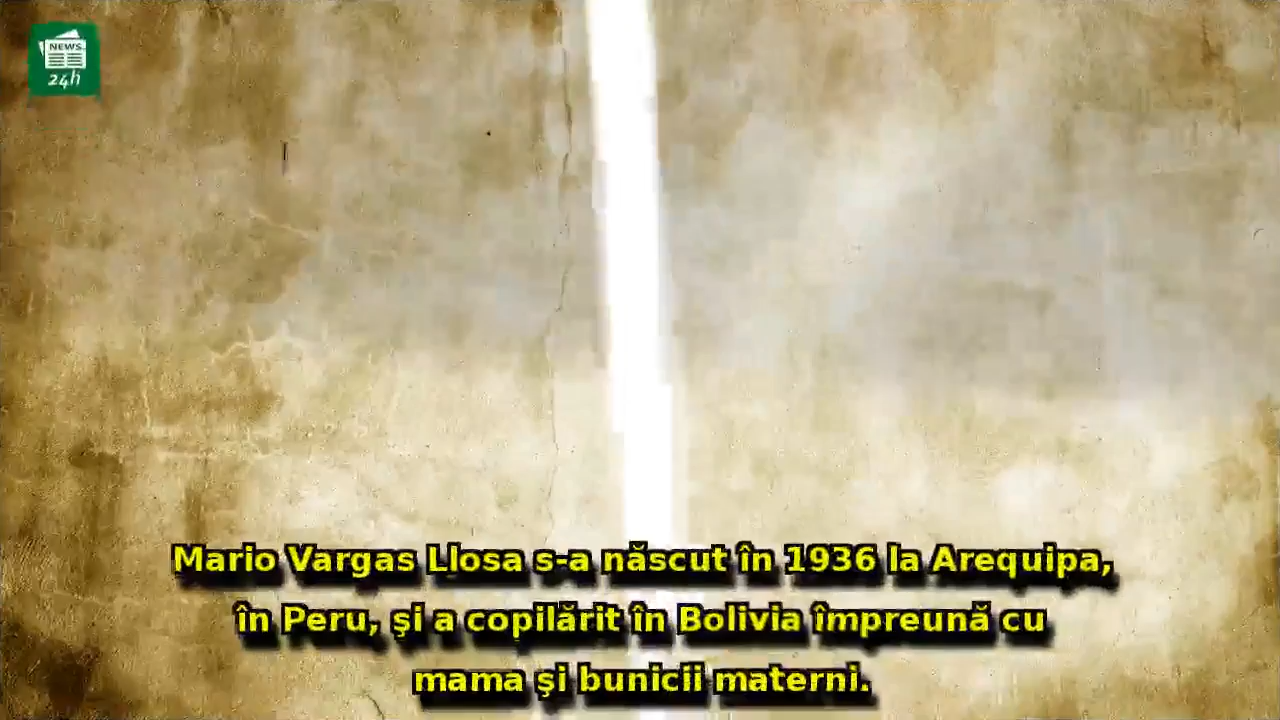 NEWS
24h
Mario Vargas Llosa s-a născut în 1936 la Arequipa,
în Peru, şi a copilărit în Bolivia împreună cu
mama şi bunicii materni.